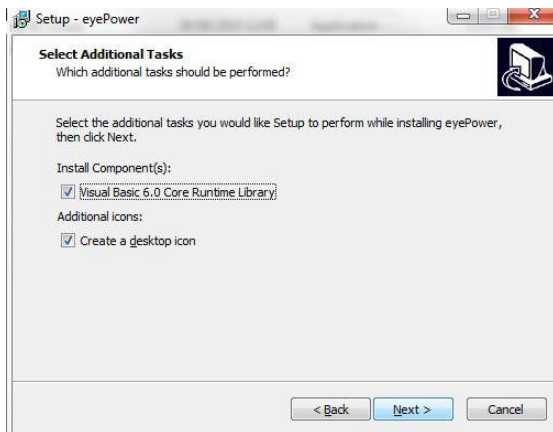 Setup - eyePower
Select Additional Tasks
Which additional tasks should be performed?
Select the additional tasks you would like Setup to perform while installing eyePower,
then click Next.
Install Component(s):
Visual Basic 6.0 Core Runtime Library
Additional icons:
Create a desktop icon
< Back
Next >
Cancel